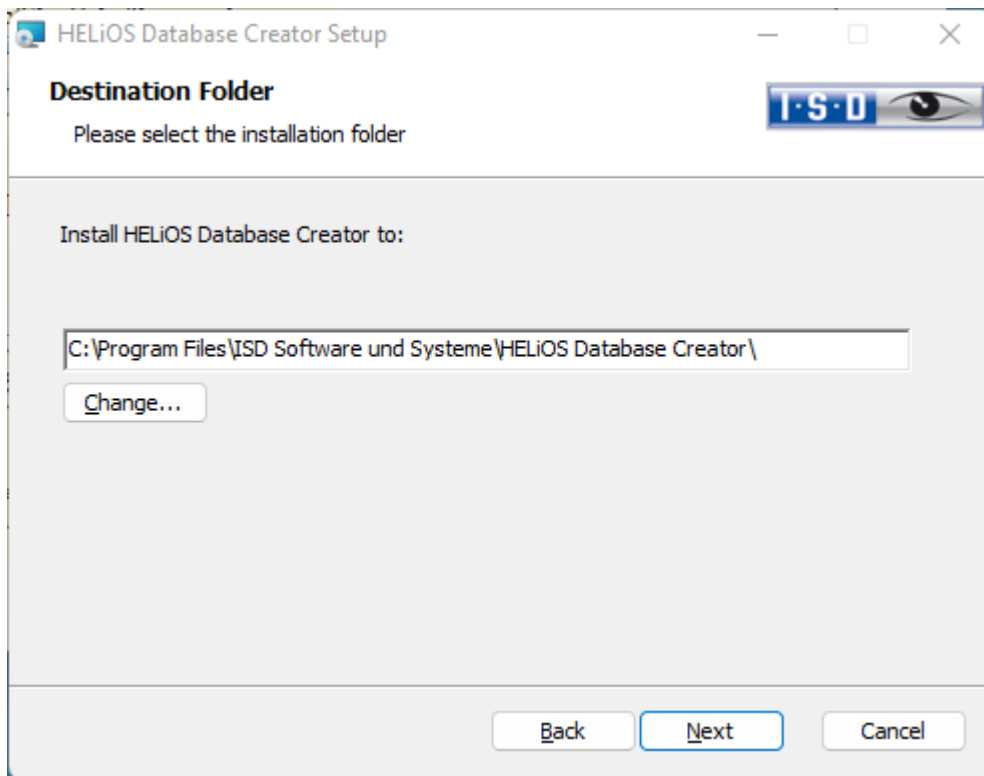 HELiOS Database Creator Setup
Destination Folder
I·S·D
Please select the installation folder
Install HELiOS Database Creator to:
C:\Program Files\ISD Software und Systeme\HELiOS Database Creator\
Change...
Back Next Cancel